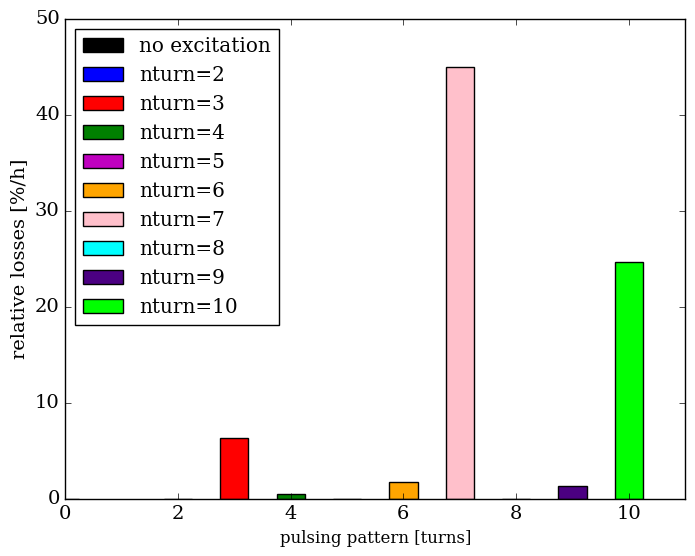 50
40
30
20
10
0
relative losses [%/h]
no excitation
nturn=2
nturn=3
nturn=4
nturn=5
nturn=6
nturn=7
nturn=8
nturn=9
nturn=10
0 2 4 6 8 10
pulsing pattern [turns]